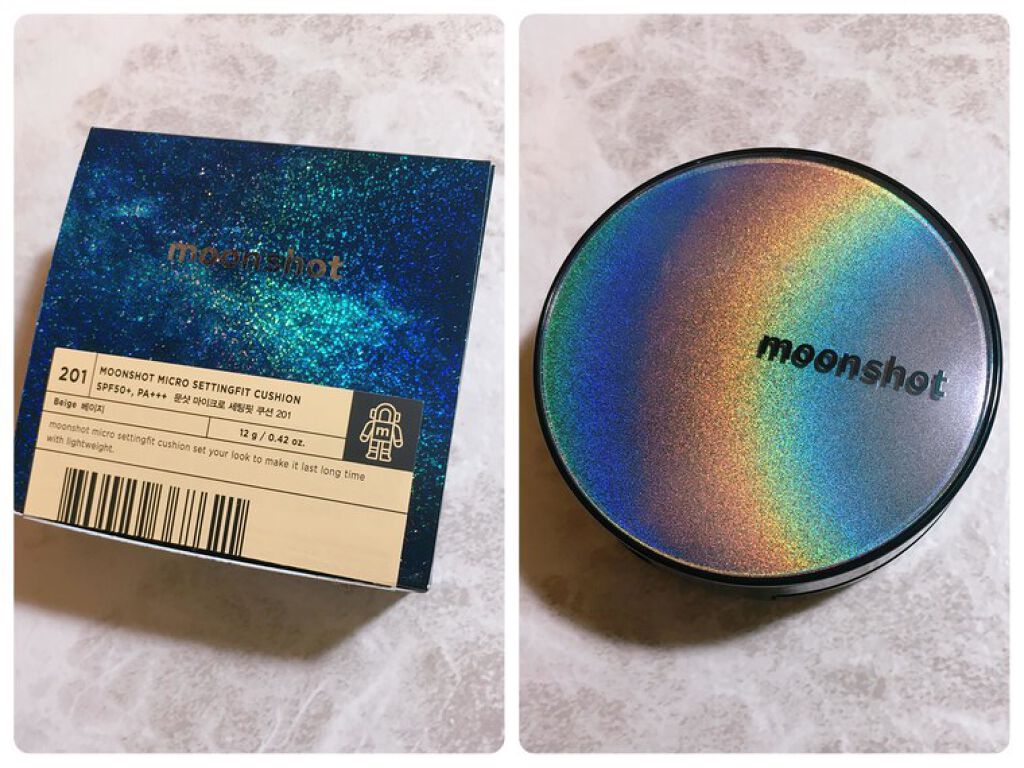 moonshot
201
MOONSHOT MICRO SETTINGFIT CUSHION
SPF50+, PA+++ 문샷 마이크로 세팅핏 쿠션 201
Beige 베이지
12 g / 0.42 oz.
m
moonshot micro settingfit cushion set your look to make it last long time
with lightweight.
moonshot